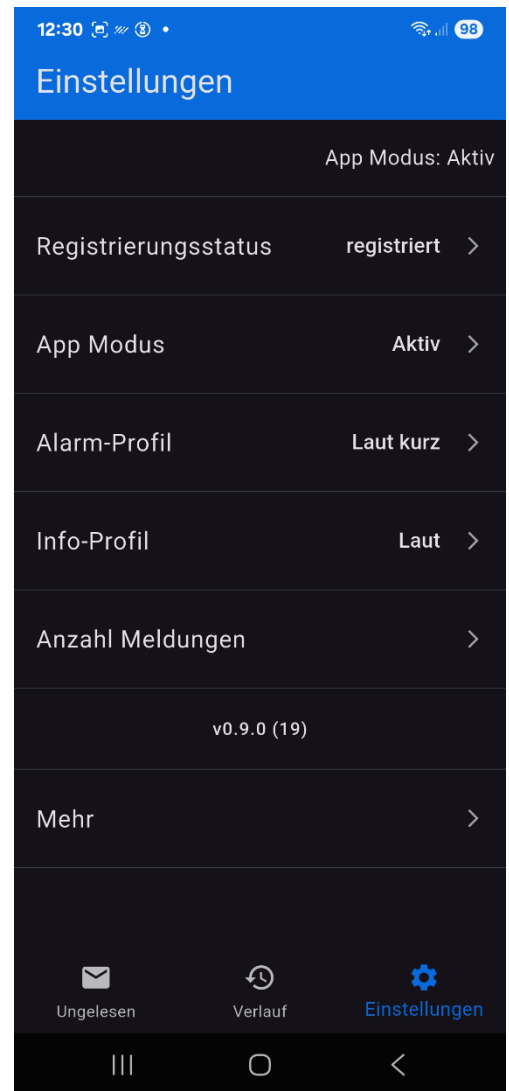 12:30 98
Einstellungen
App Modus: Aktiv
Registrierungsstatus registriert
App Modus Aktiv
Alarm-Profil Laut kurz
Info-Profil Laut
Anzahl Meldungen
v0.9.0 (19)
Mehr
Ungelesen Verlauf Einstellungen